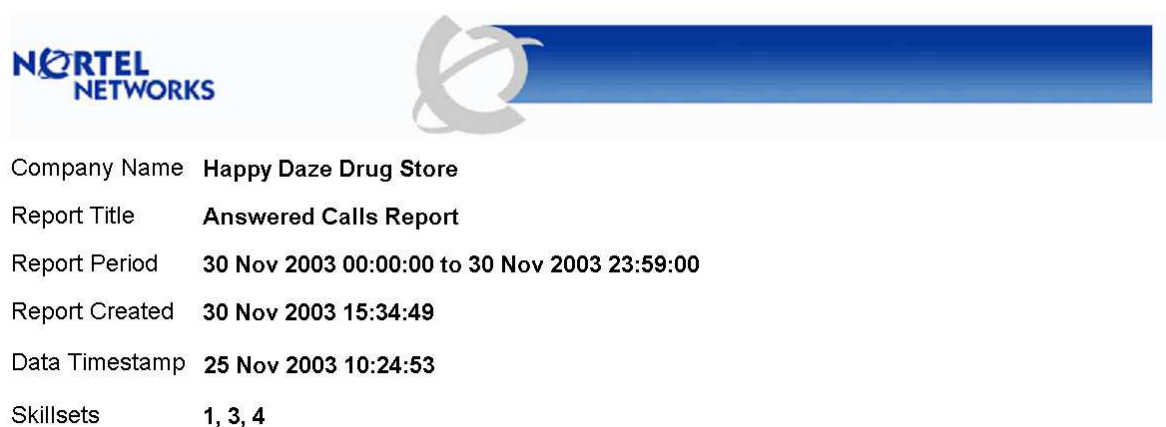 NORTEL
NETWORKS
Company Name Happy Daze Drug Store
Report Title Answered Calls Report
Report Period 30 Nov 2003 00:00:00 to 30 Nov 2003 23:59:00
Report Created 30 Nov 2003 15:34:49
Data Timestamp 25 Nov 2003 10:24:53
Skillsets 1, 3, 4